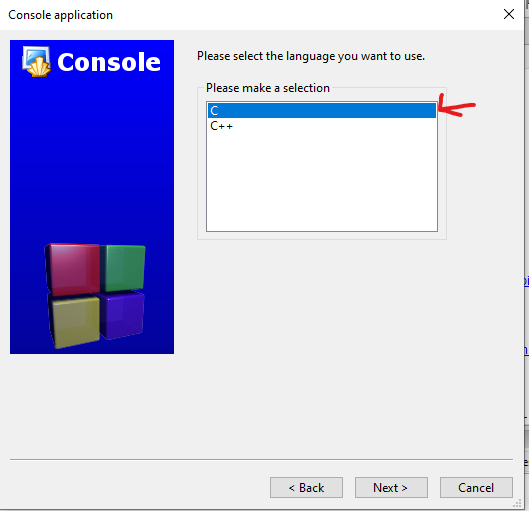 Console application
Console
Please select the language you want to use.
Please make a selection
C
C++
< Back
Next >
Cancel